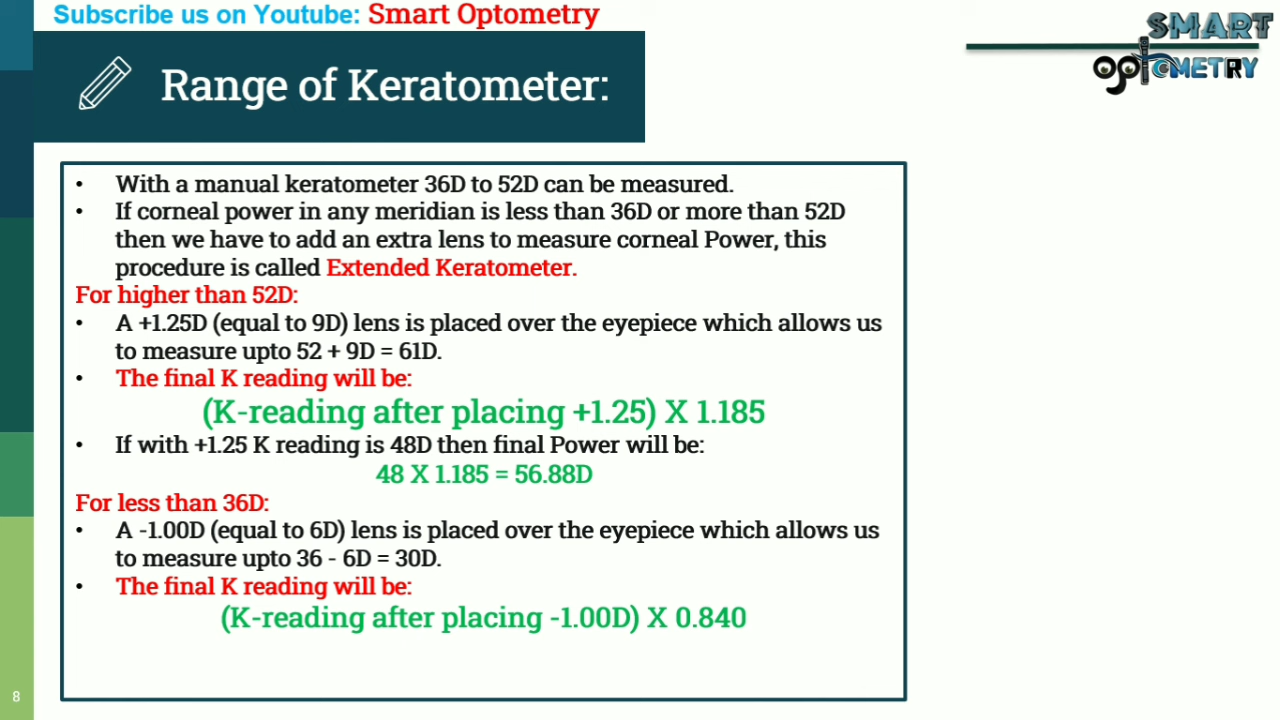 Subscribe us on Youtube: Smart Optometry
SMART
OPTOMETRY
Range of Keratometer:
• With a manual keratometer 36D to 52D can be measured.
• If corneal power in any meridian is less than 36D or more than 52D
then we have to add an extra lens to measure corneal Power, this
procedure is called Extended Keratometer.
For higher than 52D:
• A +1.25D (equal to 9D) lens is placed over the eyepiece which allows us
to measure upto 52 + 9D = 61D.
• The final K reading will be:
(K-reading after placing +1.25) X 1.185
• If with +1.25 K reading is 48D then final Power will be:
48 X 1.185 = 56.88D
For less than 36D:
• A -1.00D (equal to 6D) lens is placed over the eyepiece which allows us
to measure upto 36 - 6D = 30D.
• The final K reading will be:
(K-reading after placing -1.00D) X 0.840
8